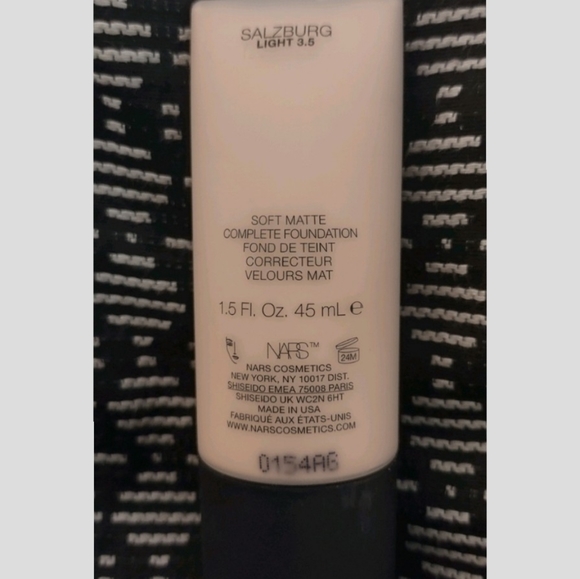 SALZBURG
LIGHT 3.5
SOFT MATTE
COMPLETE FOUNDATION
FOND DE TEINT
CORRECTEUR
VELOURS MAT
1.5 Fl. Oz. 45 mL ℮
NARS™
24M
NARS COSMETICS
NEW YORK, NY 10017 DIST.
SHISEIDO EMEA 75008 PARIS
SHISEIDO UK WC2N 6HT
MADE IN USA
FABRIQUÉ AUX ÉTATS-UNIS
WWW.NARSCOSMETICS.COM
0154AG